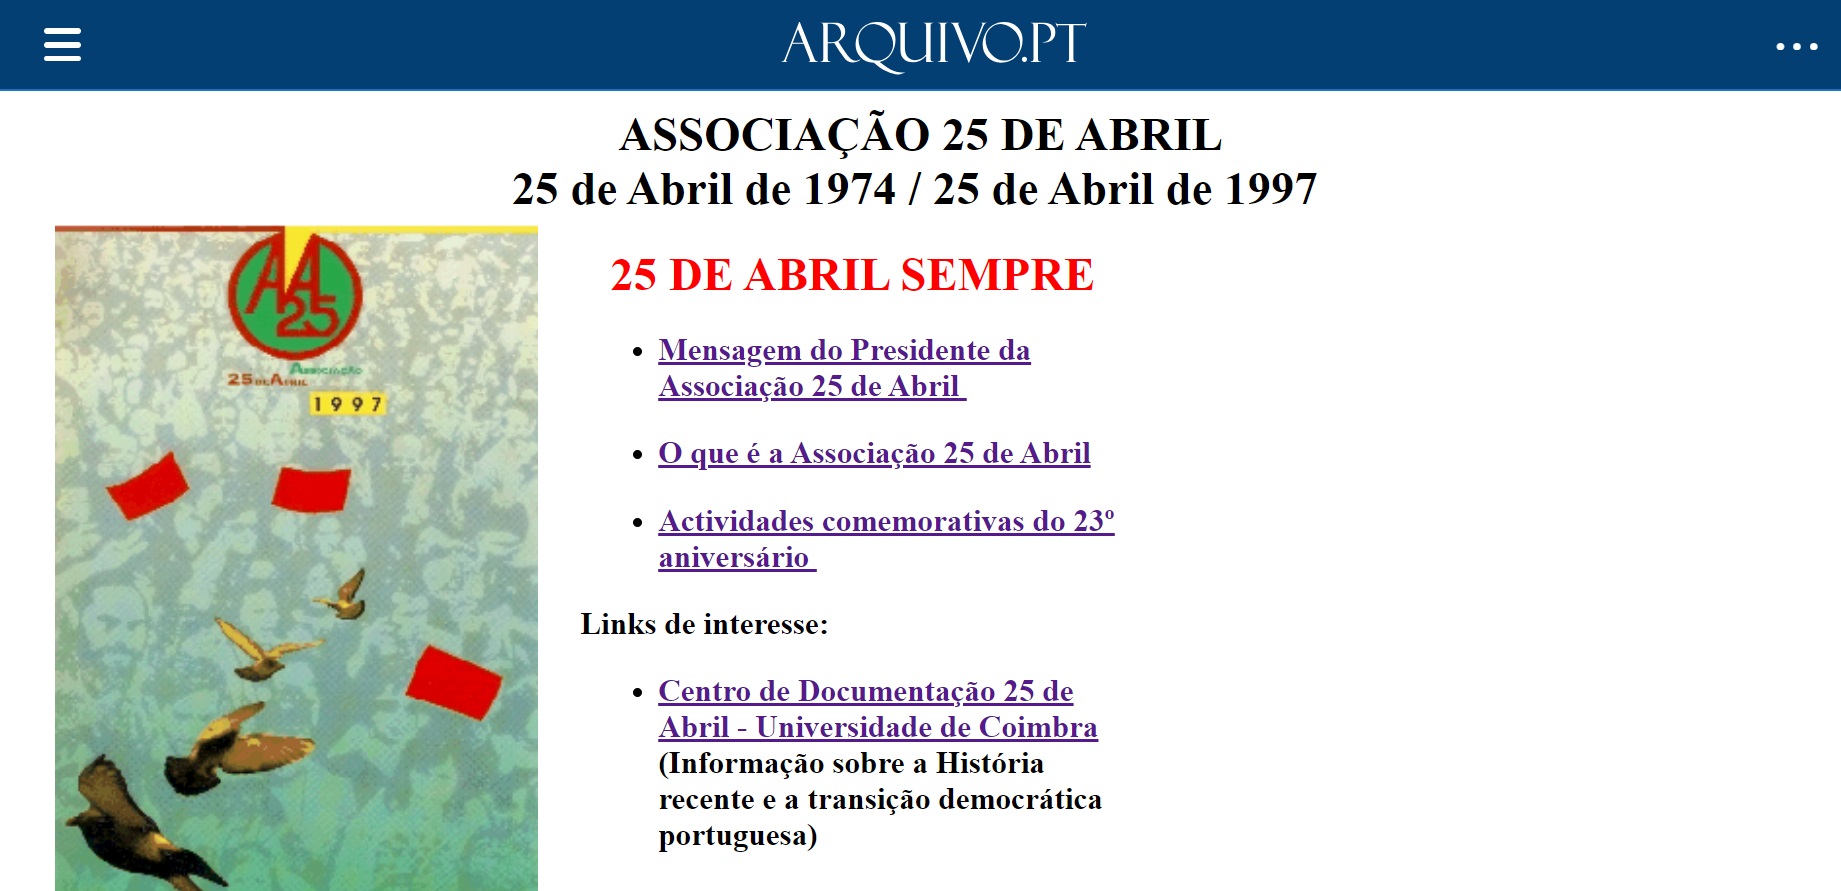 ARQUIVO.PT
ASSOCIAÇÃO 25 DE ABRIL
25 de Abril de 1974 / 25 de Abril de 1997
AA
25
Associação
25 DE ABRIL
1997
25 DE ABRIL SEMPRE
Mensagem do Presidente da
Associação 25 de Abril
O que é a Associação 25 de Abril
Actividades comemorativas do 23º
aniversário
Links de interesse:
Centro de Documentação 25 de
Abril - Universidade de Coimbra
(Informação sobre a História
recente e a transição democrática
portuguesa)